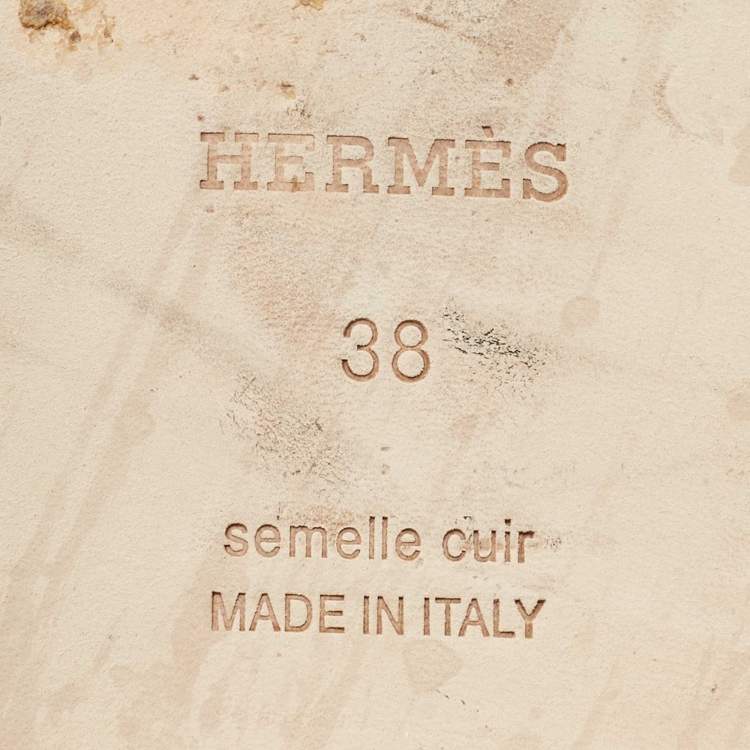 HERMÈS
38
semelle cuir
MADE IN ITALY